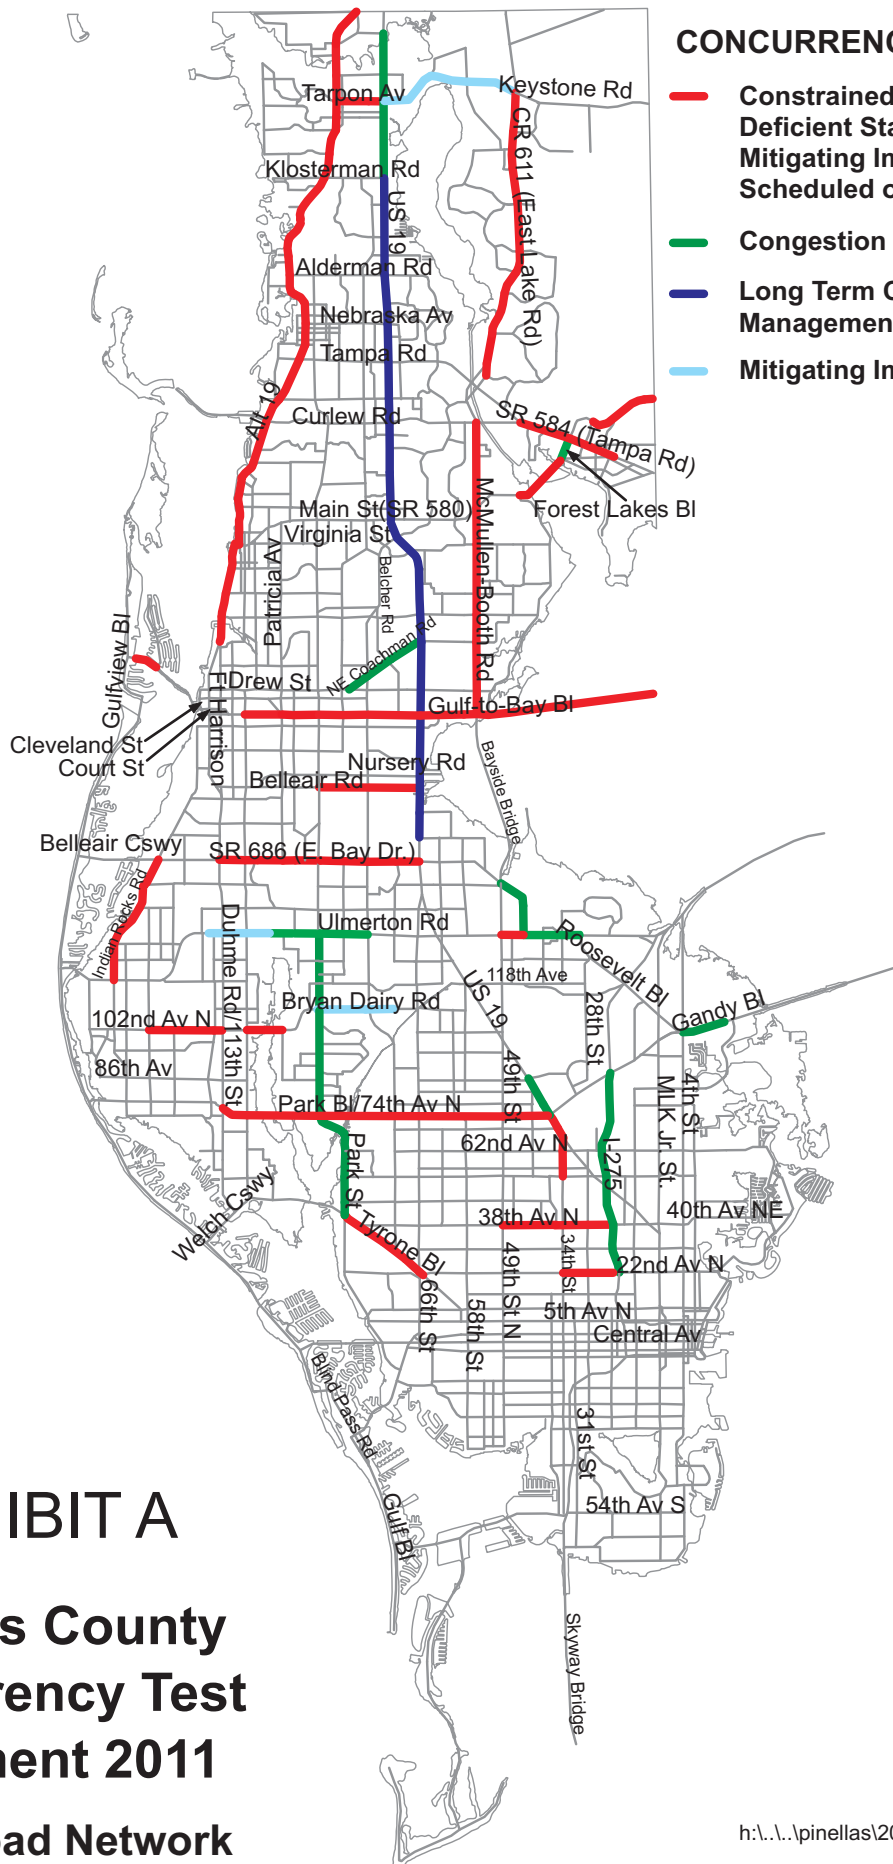 CONCURRENC
Constrained
Deficient Sta
Mitigating Im
Scheduled o
Congestion
Long Term C
Managemen
Mitigating In
Tarpon Av
Keystone Rd
CR 611 (East Lake Rd)
Klosterman Rd
US 19
Alderman Rd
Nebraska Av
Tampa Rd
Alt 19
Curlew Rd
SR 584 (Tampa Rd)
Forest Lakes Bl
Main St(SR 580)
McMullen-Booth Rd
Virginia St
Patricia Av
Belcher Rd
NE Coachman Rd
Gulfview Bl
Drew St
Ft Harrison
Gulf-to-Bay Bl
Cleveland St
Court St
Nursery Rd
Belleair Rd
Bayside Bridge
Belleair Cswy
SR 686 (E. Bay Dr.)
Indian Rocks Rd
Duhme Rd/113th St
Ulmerton Rd
Roosevelt Bl
118th Ave
US 19
28th St
Bryan Dairy Rd
Gandy Bl
102nd Av N
86th Av
49th St
MLK Jr. St.
4th St
Park Bl/74th Av N
62nd Av N
I-275
Park St
Welch Cswy
40th Av NE
38th Av N
Tyrone Bl
34th St
22nd Av N
66th St
58th St
49th St N
5th Av N
Central Av
Blind Pass Rd
31st St
54th Av S
Gulf Bl
IBIT A
s County
rency Test
nent 2011
oad Network
Skyway Bridge
h:\..\..\pinellas\20